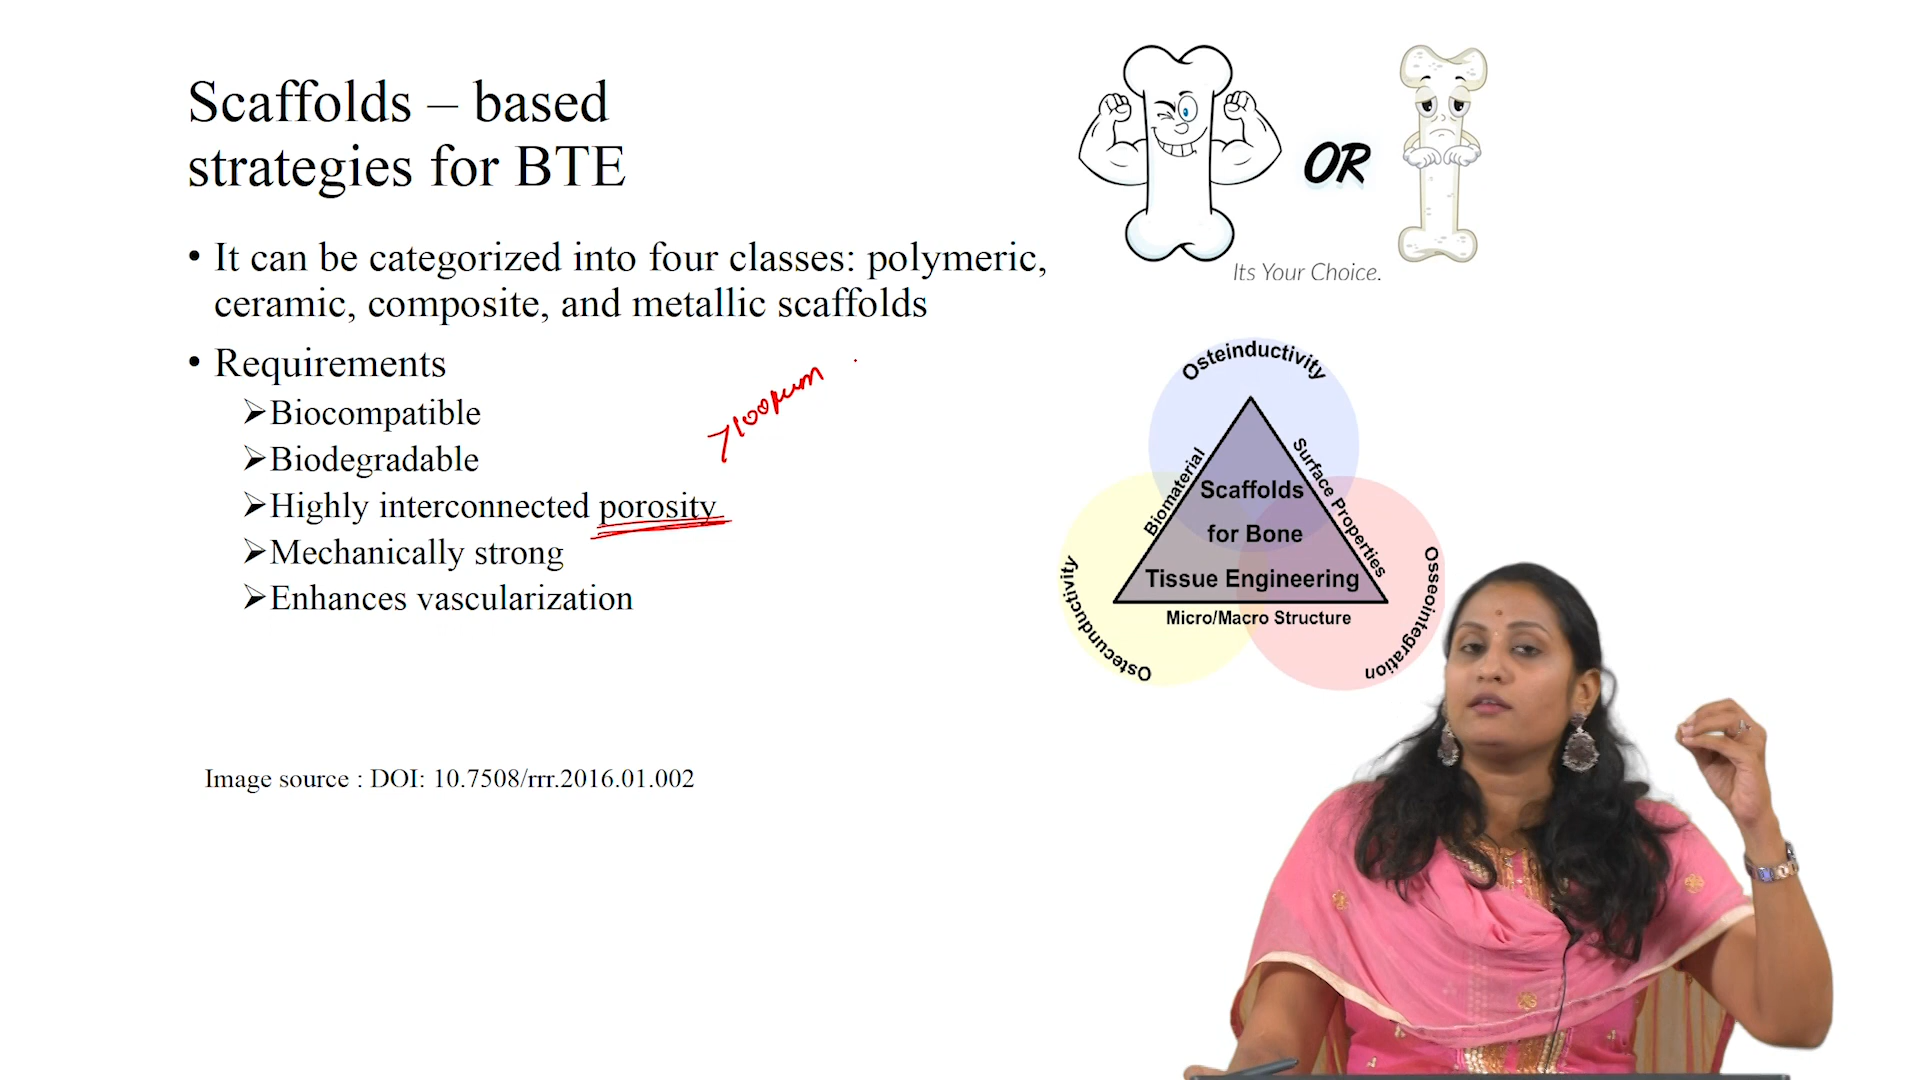 Scaffolds – based
strategies for BTE
• It can be categorized into four classes: polymeric,
ceramic, composite, and metallic scaffolds
• Requirements
➢Biocompatible
➢Biodegradable
➢Highly interconnected porosity
➢Mechanically strong
➢Enhances vascularization
>100μm
Image source : DOI: 10.7508/rrr.2016.01.002
OR
Its Your Choice.
Osteinductivity
Biomaterial
Surface Properties
Scaffolds
for Bone
Tissue Engineering
Micro/Macro Structure
Ostecunductivity
Osseointegration